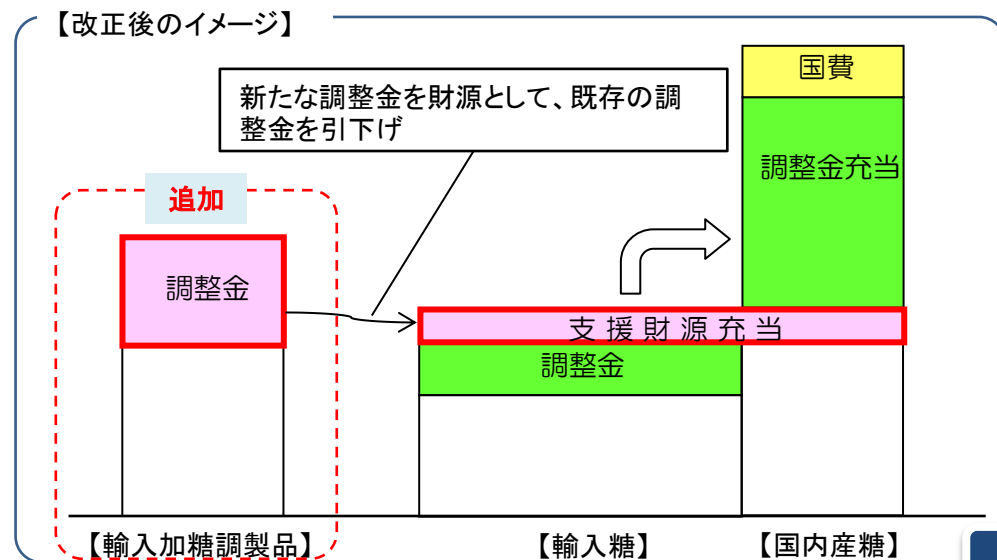 【改正後のイメージ】
国費
新たな調整金を財源として、既存の調
整金を引下げ
調整金充当
追加
調整金
支援財源充当
調整金
【輸入加糖調製品】
【輸入糖】
【国内産糖】